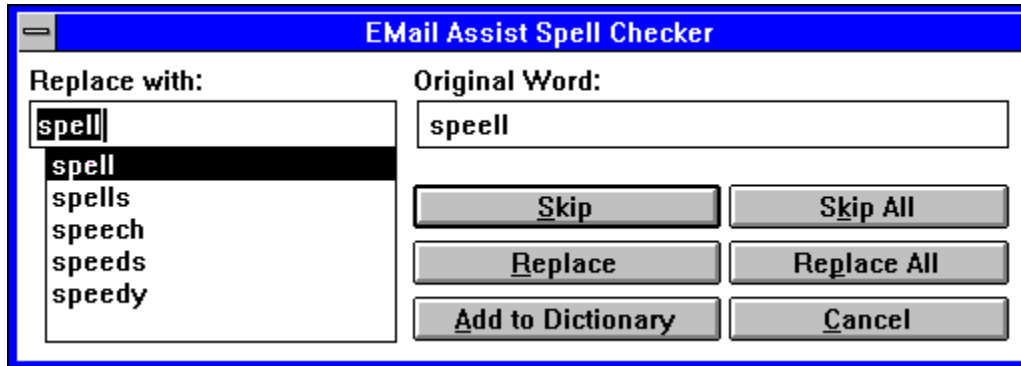 EMail Assist Spell Checker
Replace with:
Original Word:
spell
speell
spell
spells
speech
speeds
speedy
Skip
Skip All
Replace
Replace All
Add to Dictionary
Cancel